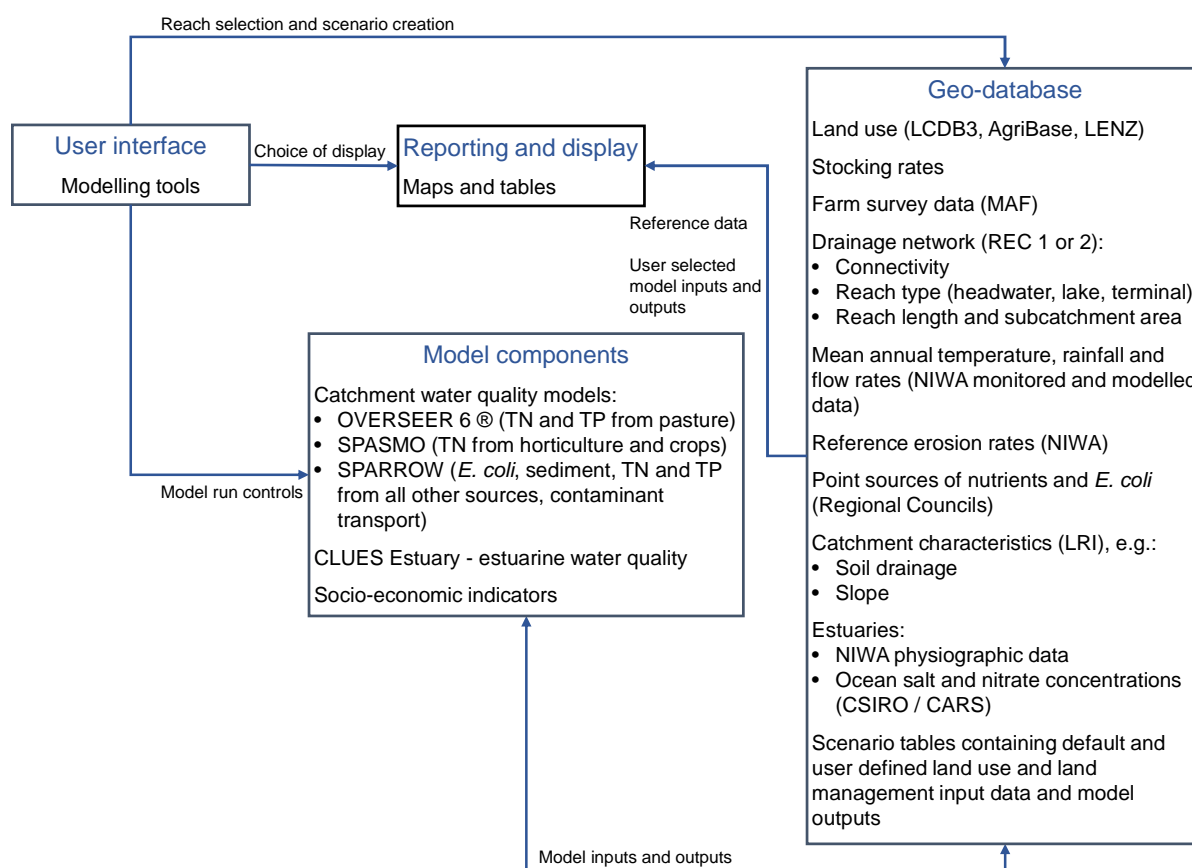 Reach selection and scenario creation
User interface
Modelling tools
Choice of display
Reporting and display
Maps and tables
Reference data
User selected
model inputs and
outputs
Model run controls
Model components
Catchment water quality models:
• OVERSEER 6 ® (TN and TP from pasture)
• SPASMO (TN from horticulture and crops)
• SPARROW (E. coli, sediment, TN and TP
from all other sources, contaminant
transport)
CLUES Estuary - estuarine water quality
Socio-economic indicators
Model inputs and outputs
Geo-database
Land use (LCDB3, AgriBase, LENZ)
Stocking rates
Farm survey data (MAF)
Drainage network (REC 1 or 2):
• Connectivity
• Reach type (headwater, lake, terminal)
• Reach length and subcatchment area
Mean annual temperature, rainfall and
flow rates (NIWA monitored and modelled
data)
Reference erosion rates (NIWA)
Point sources of nutrients and E. coli
(Regional Councils)
Catchment characteristics (LRI), e.g.:
• Soil drainage
• Slope
Estuaries:
• NIWA physiographic data
• Ocean salt and nitrate concentrations
(CSIRO / CARS)
Scenario tables containing default and
user defined land use and land
management input data and model
outputs